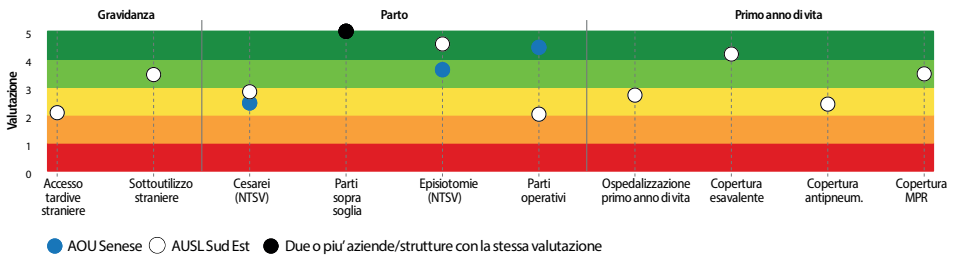 Gravidanza
Parto
Primo anno di vita
Valutazione
5
4
3
2
1
0
Accesso
tardive
straniere
Sottoutilizzo
straniere
Cesarei
(NTSV)
Parti
sopra
soglia
Episiotomie
(NTSV)
Parti
operativi
Ospedalizzazione
primo anno di vita
Copertura
esavalente
Copertura
antipneum.
Copertura
MPR
AOU Senese
AUSL Sud Est
Due o piu' aziende/strutture con la stessa valutazione